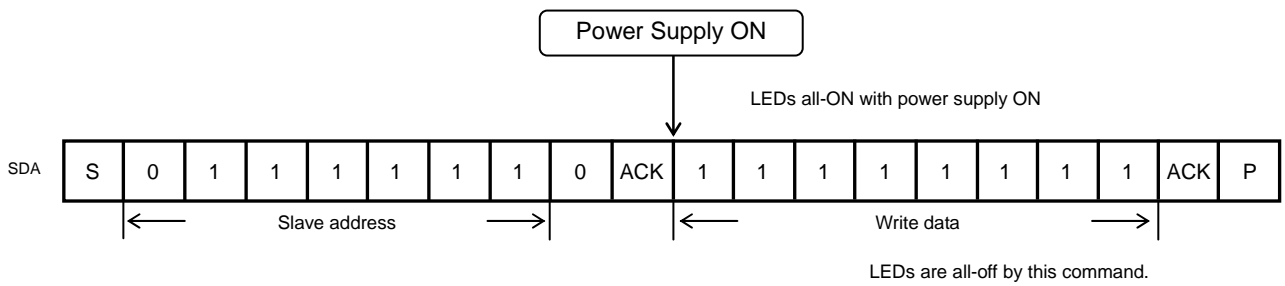 Power Supply ON
LEDs all-ON with power supply ON
SDA S 0 1 1 1 1 1 1 0 ACK 1 1 1 1 1 1 1 1 ACK P
Slave address Write data
LEDs are all-off by this command.